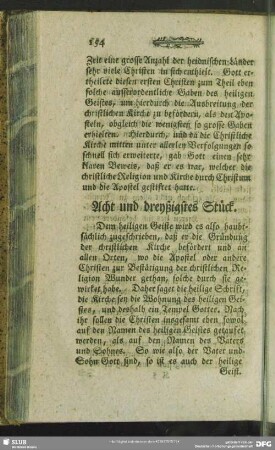 154
Zeit eine grosse Anzahl der heidnischen Länder
sehr viele Christen in sich enthielt. Gott er-
theilete diesen ersten Christen zum Theil eben
solche ausserordentliche Gaben des heiligen
Geistes, um hierdurch die Ausbreitung der
christlichen Kirche zu befördern, als den Apo-
steln, obgleich die wenigsten so grosse Gaben
erhielten. Hierdurch, und da die Christliche
Kirche mitten unter allerley Verfolgungen so
schnell sich erweiterte, gab Gott einen sehr
klaren Beweis, daß er es war, welcher die
christliche Religion und Kirche durch Christum
und die Apostel gestiftet hatte.
Acht und dreyßigstes Stück.
Dem heiligen Geiste wird es also haubt-
sächlich zugeschrieben, daß er die Gründung
der christlichen Kirche befördert und an
allen Orten, wo die Apostel oder andere
Christen zur Bestätigung der christlichen Re-
ligion Wunder gethan, solche durch sie ge-
wirket habe. Daher saget die heilige Schrift,
die Kirche sey die Wohnung des heiligen Gei-
stes, und deshalb ein Tempel Gottes. Nach
ihr sollen die Christen insgesamt eben sowol
auf den Namen des heiligen Geistes getaufet
werden, als auf den Namen des Vaters
und Sohnes. So wie also der Vater und
Sohn Gott sind, so ist es auch der heilige
Geist.
SLUB